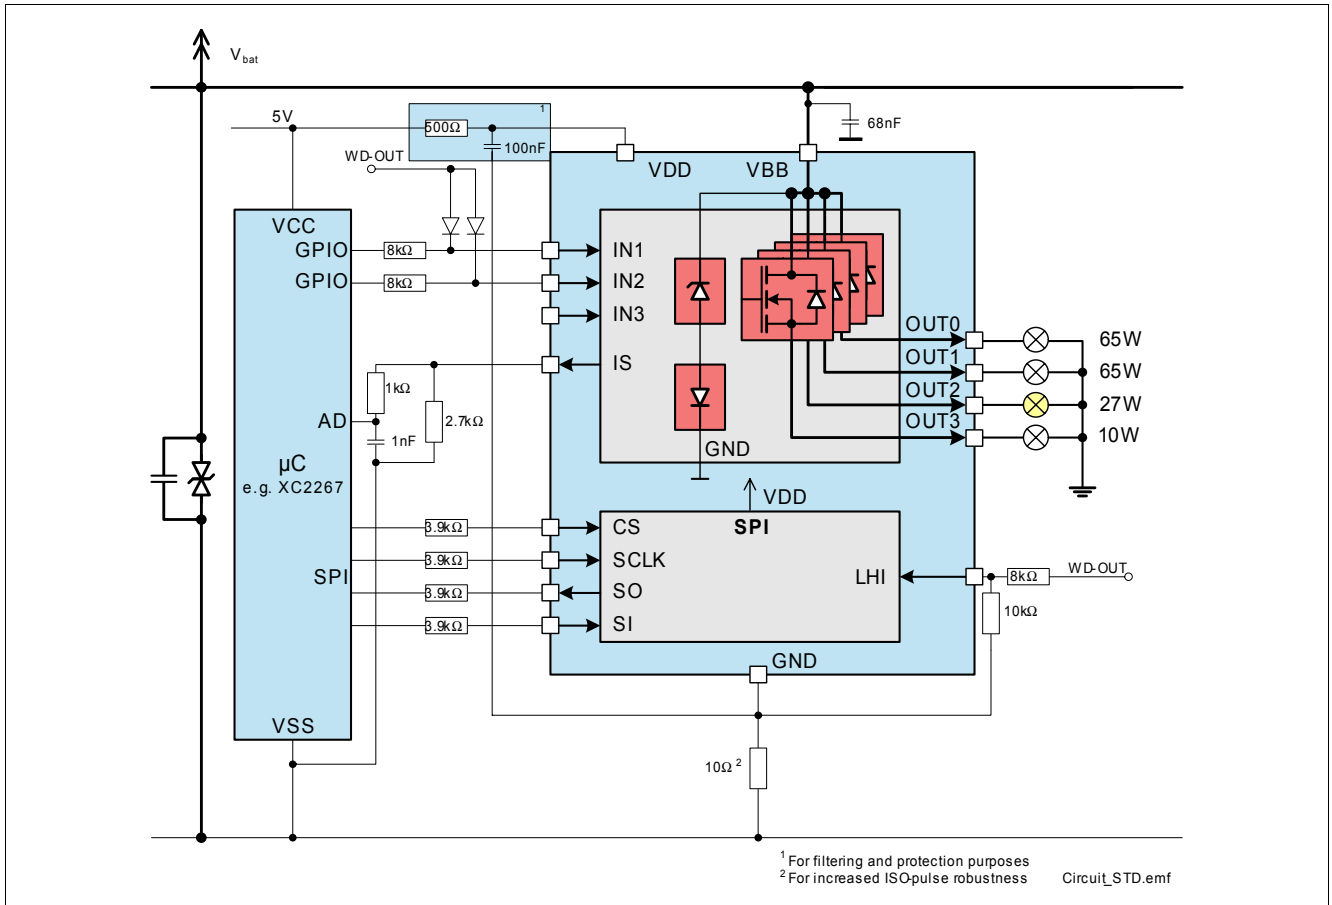 V bat
5V
1
500Ω
100nF
68nF
WD-OUT
VDD
VBB
VCC
GPIO
8kΩ
IN1
GPIO
8kΩ
IN2
IN3
OUT0
65W
IS
OUT1
65W
1kΩ
OUT2
27W
AD
2.7kΩ
OUT3
10W
1nF
GND
µC
e.g. XC2267
VDD
3.9kΩ
CS
SPI
3.9kΩ
SCLK
SPI
LHI
8kΩ
WD-OUT
3.9kΩ
SO
10kΩ
3.9kΩ
SI
GND
VSS
10Ω 2
1 For filtering and protection purposes
2 For increased ISO-pulse robustness
Circuit_STD.emf